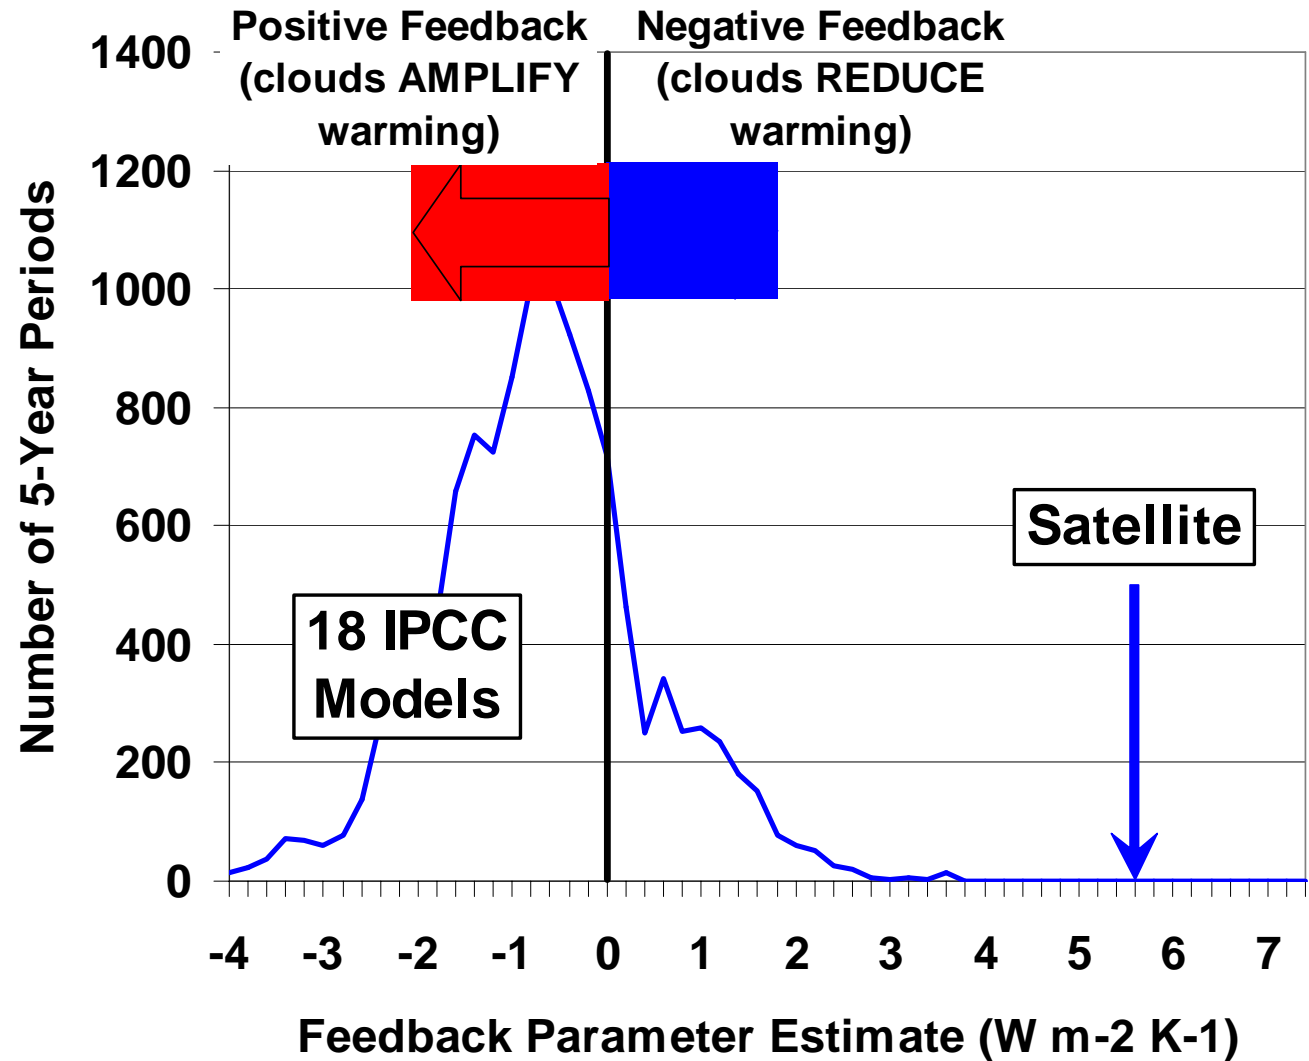 Positive Feedback
(clouds AMPLIFY
warming)
Negative Feedback
(clouds REDUCE
warming)
Number of 5-Year Periods
1400
1200
1000
800
600
400
200
0
18 IPCC
Models
Satellite
-4 -3 -2 -1 0 1 2 3 4 5 6 7
Feedback Parameter Estimate (W m-2 K-1)